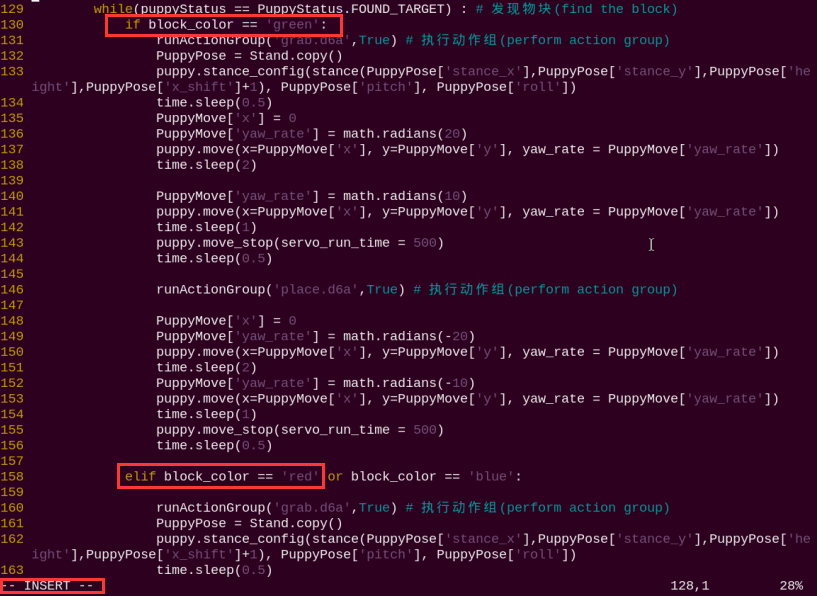 129         while(puppyStatus == PuppyStatus.FOUND_TARGET) : # 发现物块(find the block)
130             if block_color == 'green':
131                 runActionGroup('grab.d6a',True) # 执行动作组(perform action group)
132                 PuppyPose = Stand.copy()
133                 puppy.stance_config(stance(PuppyPose['stance_x'],PuppyPose['stance_y'],PuppyPose['he
ight'],PuppyPose['x_shift']+1), PuppyPose['pitch'], PuppyPose['roll'])
134                 time.sleep(0.5)
135                 PuppyMove['x'] = 0
136                 PuppyMove['yaw_rate'] = math.radians(20)
137                 puppy.move(x=PuppyMove['x'], y=PuppyMove['y'], yaw_rate = PuppyMove['yaw_rate'])
138                 time.sleep(2)
139
140                 PuppyMove['yaw_rate'] = math.radians(10)
141                 puppy.move(x=PuppyMove['x'], y=PuppyMove['y'], yaw_rate = PuppyMove['yaw_rate'])
142                 time.sleep(1)
143                 puppy.move_stop(servo_run_time = 500)
144                 time.sleep(0.5)
145
146                 runActionGroup('place.d6a',True) # 执行动作组(perform action group)
147
148                 PuppyMove['x'] = 0
149                 PuppyMove['yaw_rate'] = math.radians(-20)
150                 puppy.move(x=PuppyMove['x'], y=PuppyMove['y'], yaw_rate = PuppyMove['yaw_rate'])
151                 time.sleep(2)
152                 PuppyMove['yaw_rate'] = math.radians(-10)
153                 puppy.move(x=PuppyMove['x'], y=PuppyMove['y'], yaw_rate = PuppyMove['yaw_rate'])
154                 time.sleep(1)
155                 puppy.move_stop(servo_run_time = 500)
156                 time.sleep(0.5)
157
158             elif block_color == 'red' or block_color == 'blue':
159
160                 runActionGroup('grab.d6a',True) # 执行动作组(perform action group)
161                 PuppyPose = Stand.copy()
162                 puppy.stance_config(stance(PuppyPose['stance_x'],PuppyPose['stance_y'],PuppyPose['he
ight'],PuppyPose['x_shift']+1), PuppyPose['pitch'], PuppyPose['roll'])
163                 time.sleep(0.5)
-- INSERT -- 128,1 28%